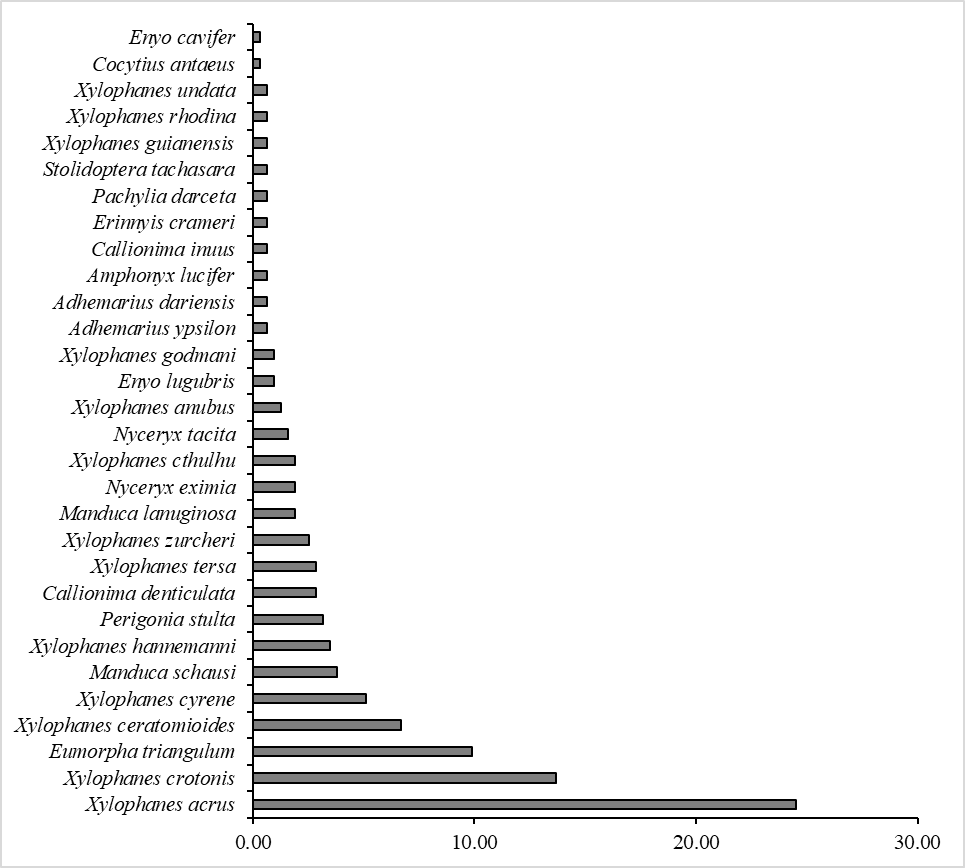 Enyo cavifer
Cocytius antaeus
Xylophanes undata
Xylophanes rhodina
Xylophanes guianensis
Stolidoptera tachasara
Pachylia darceta
Erinnyis crameri
Callionima inuus
Amphonyx lucifer
Adhemarius dariensis
Adhemarius ypsilon
Xylophanes godmani
Enyo lugubris
Xylophanes anubus
Nyceryx tacita
Xylophanes cthulhu
Nyceryx eximia
Manduca lanuginosa
Xylophanes zurcheri
Xylophanes tersa
Callionima denticulata
Perigonia stulta
Xylophanes hannemanni
Manduca schausi
Xylophanes cyrene
Xylophanes ceratomioides
Eumorpha triangulum
Xylophanes crotonis
Xylophanes acrus
0.00 10.00 20.00 30.00